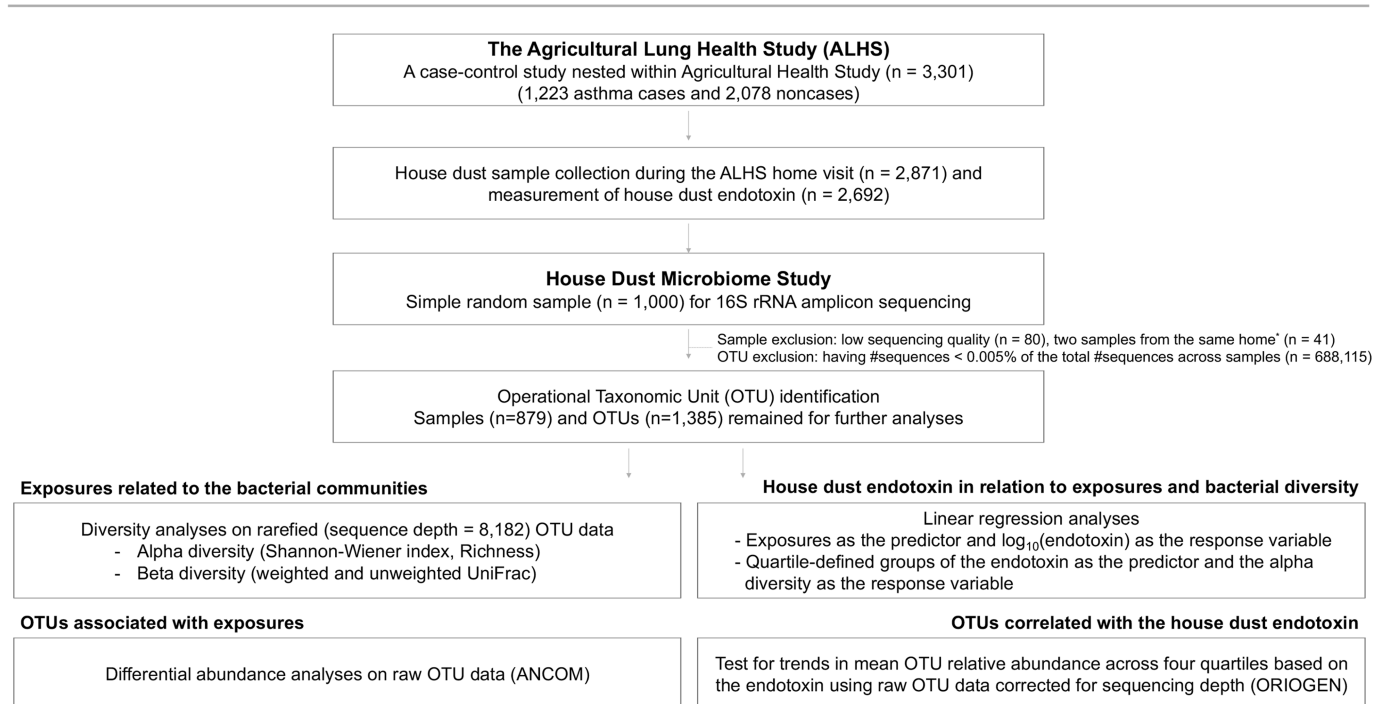 The Agricultural Lung Health Study (ALHS)
A case-control study nested within Agricultural Health Study (n = 3,301)
(1,223 asthma cases and 2,078 noncases)
House dust sample collection during the ALHS home visit (n = 2,871) and
measurement of house dust endotoxin (n = 2,692)
House Dust Microbiome Study
Simple random sample (n = 1,000) for 16S rRNA amplicon sequencing
Sample exclusion: low sequencing quality (n = 80), two samples from the same home* (n = 41)
OTU exclusion: having #sequences < 0.005% of the total #sequences across samples (n = 688,115)
Operational Taxonomic Unit (OTU) identification
Samples (n=879) and OTUs (n=1,385) remained for further analyses
Exposures related to the bacterial communities
Diversity analyses on rarefied (sequence depth = 8,182) OTU data
- Alpha diversity (Shannon-Wiener index, Richness)
- Beta diversity (weighted and unweighted UniFrac)
House dust endotoxin in relation to exposures and bacterial diversity
Linear regression analyses
- Exposures as the predictor and log10(endotoxin) as the response variable
- Quartile-defined groups of the endotoxin as the predictor and the alpha
diversity as the response variable
OTUs associated with exposures
Differential abundance analyses on raw OTU data (ANCOM)
OTUs correlated with the house dust endotoxin
Test for trends in mean OTU relative abundance across four quartiles based on
the endotoxin using raw OTU data corrected for sequencing depth (ORIOGEN)